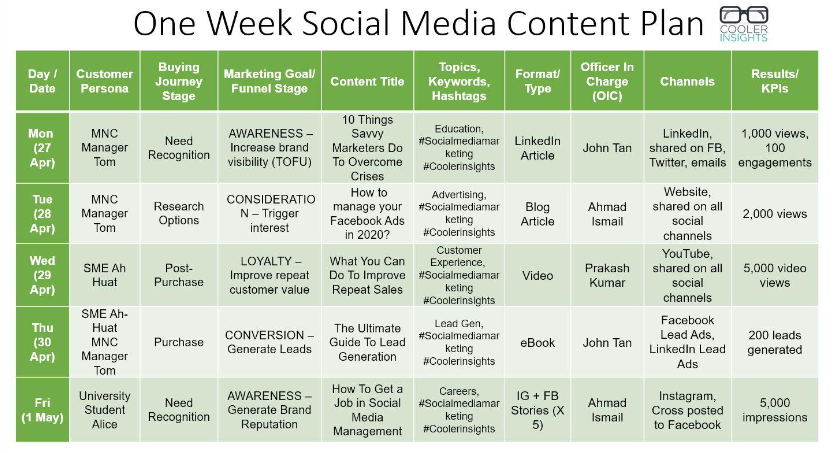 One Week Social Media Content Plan
COOLER
INSIGHTS
Day /
Date
Customer
Persona
Buying
Journey
Stage
Marketing Goal/
Funnel Stage
Content Title
Topics,
Keywords,
Hashtags
Format/
Type
Officer In
Charge
(OIC)
Channels
Results/
KPIs
Mon
(27
Apr)
MNC
Manager
Tom
Need
Recognition
AWARENESS –
Increase brand
visibility (TOFU)
10 Things
Savvy
Marketers Do
To Overcome
Crises
Education,
#Socialmediamar
keting
#Coolerinsights
LinkedIn
Article
John Tan
LinkedIn,
shared on FB,
Twitter, emails
1,000 views,
100
engagements
Tue
(28
Apr)
MNC
Manager
Tom
Research
Options
CONSIDERATIO
N – Trigger
interest
How to
manage your
Facebook Ads
in 2020?
Advertising,
#Socialmediamar
keting
#Coolerinsights
Blog
Article
Ahmad
Ismail
Website,
shared on all
social
channels
2,000 views
Wed
(29
Apr)
SME Ah
Huat
Post-
Purchase
LOYALTY –
Improve repeat
customer value
What You Can
Do To Improve
Repeat Sales
Customer
Experience,
#Socialmediamar
keting
#Coolerinsights
Video
Prakash
Kumar
YouTube,
shared on all
social
channels
5,000 video
views
Thu
(30
Apr)
SME Ah-
Huat
MNC
Manager
Tom
Purchase
CONVERSION –
Generate Leads
The Ultimate
Guide To Lead
Generation
Lead Gen,
#Socialmediamar
keting
#Coolerinsights
eBook
John Tan
Facebook
Lead Ads,
LinkedIn Lead
Ads
200 leads
generated
Fri
(1 May)
University
Student
Alice
Need
Recognition
AWARENESS –
Generate Brand
Reputation
How To Get a
Job in Social
Media
Management
Careers,
#Socialmediamar
keting
#Coolerinsights
IG + FB
Stories (X
5)
Ahmad
Ismail
Instagram,
Cross posted
to Facebook
5,000
impressions